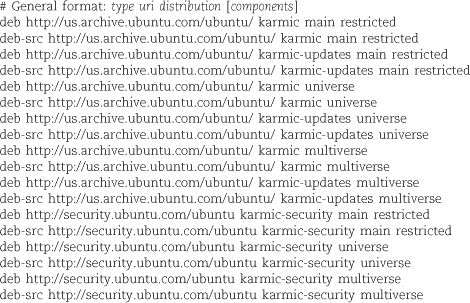 # General format: type uri distribution [components]
deb http://us.archive.ubuntu.com/ubuntu/ karmic main restricted
deb-src http://us.archive.ubuntu.com/ubuntu/ karmic main restricted
deb http://us.archive.ubuntu.com/ubuntu/ karmic-updates main restricted
deb-src http://us.archive.ubuntu.com/ubuntu/ karmic-updates main restricted
deb http://us.archive.ubuntu.com/ubuntu/ karmic universe
deb-src http://us.archive.ubuntu.com/ubuntu/ karmic universe
deb http://us.archive.ubuntu.com/ubuntu/ karmic-updates universe
deb-src http://us.archive.ubuntu.com/ubuntu/ karmic-updates universe
deb http://us.archive.ubuntu.com/ubuntu/ karmic multiverse
deb-src http://us.archive.ubuntu.com/ubuntu/ karmic multiverse
deb http://us.archive.ubuntu.com/ubuntu/ karmic-updates multiverse
deb-src http://us.archive.ubuntu.com/ubuntu/ karmic-updates multiverse
deb http://security.ubuntu.com/ubuntu karmic-security main restricted
deb-src http://security.ubuntu.com/ubuntu karmic-security main restricted
deb http://security.ubuntu.com/ubuntu karmic-security universe
deb-src http://security.ubuntu.com/ubuntu karmic-security universe
deb http://security.ubuntu.com/ubuntu karmic-security multiverse
deb-src http://security.ubuntu.com/ubuntu karmic-security multiverse